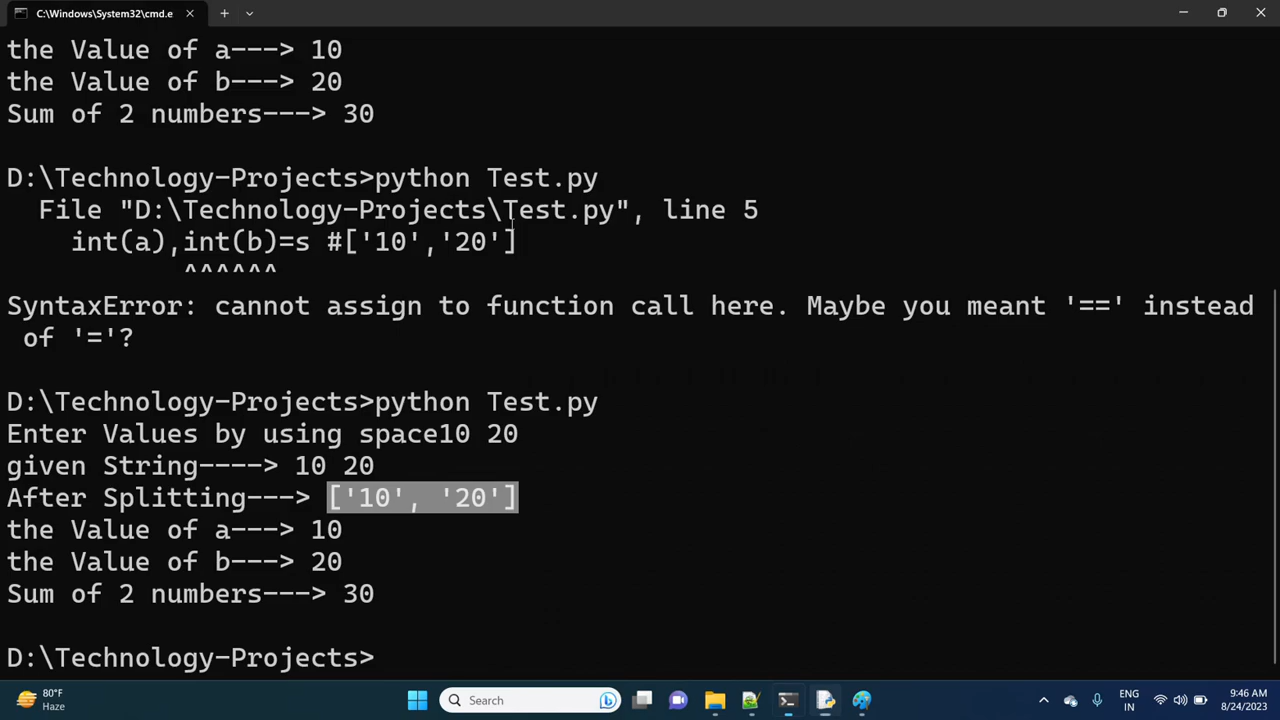 C:\Windows\System32\cmd.e
the Value of a---> 10
the Value of b---> 20
Sum of 2 numbers---> 30
D:\Technology-Projects>python Test.py
File "D:\Technology-Projects\Test.py", line 5
int(a),int(b)=s #['10','20']
^^^^^^
SyntaxError: cannot assign to function call here. Maybe you meant '==' instead
of '='?
D:\Technology-Projects>python Test.py
Enter Values by using space10 20
given String----> 10 20
After Splitting---> ['10', '20']
the Value of a---> 10
the Value of b---> 20
Sum of 2 numbers---> 30
D:\Technology-Projects>
80°F
Haze
Search
ENG
IN
9:46 AM
8/24/2023